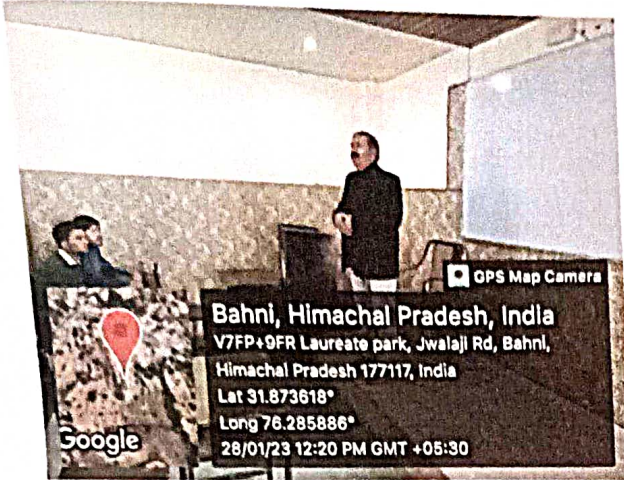 GPS Map Camera
Bahni, Himachal Pradesh, India
V7FP+9FR Laureate park, Jwalaji Rd, Bahni,
Himachal Pradesh 177117, India
Lat 31.873618°
Long 76.285886°
28/01/23 12:20 PM GMT +05:30
Google